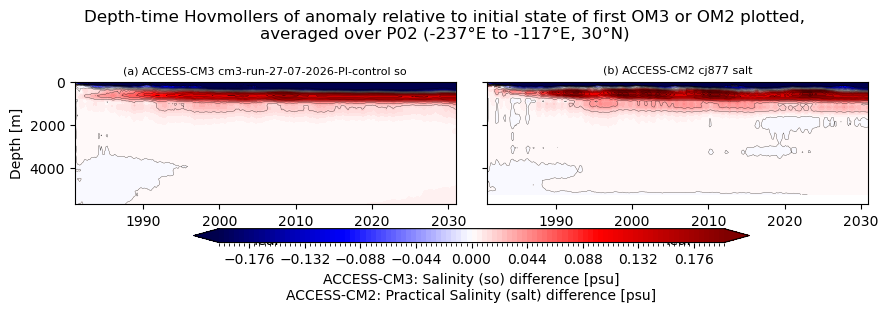 Depth-time Hovmollers of anomaly relative to initial state of first OM3 or OM2 plotted,
averaged over P02 (-237°E to -117°E, 30°N)
(a) ACCESS-CM3 cm3-run-27-07-2026-PI-control so
(b) ACCESS-CM2 cj877 salt
Depth [m]
0
2000
4000
1990 2000 2010 2020 2030
1990 2000 2010 2020 2030
−0.176 −0.132 −0.088 −0.044 0.000 0.044 0.088 0.132 0.176
ACCESS-CM3: Salinity (so) difference [psu]
ACCESS-CM2: Practical Salinity (salt) difference [psu]